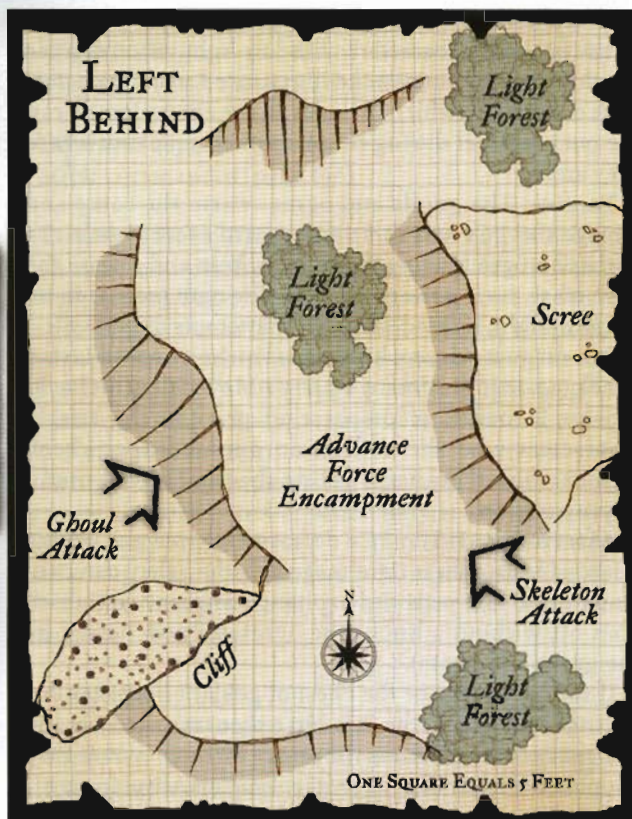 LEFT
BEHIND
Light
Forest
Light
Forest
Scree
Advance
Force
Encampment
Ghoul
Attack
N
Skeleton
Attack
Cliff
Light
Forest
ONE SQUARE EQUALS 5 FEET